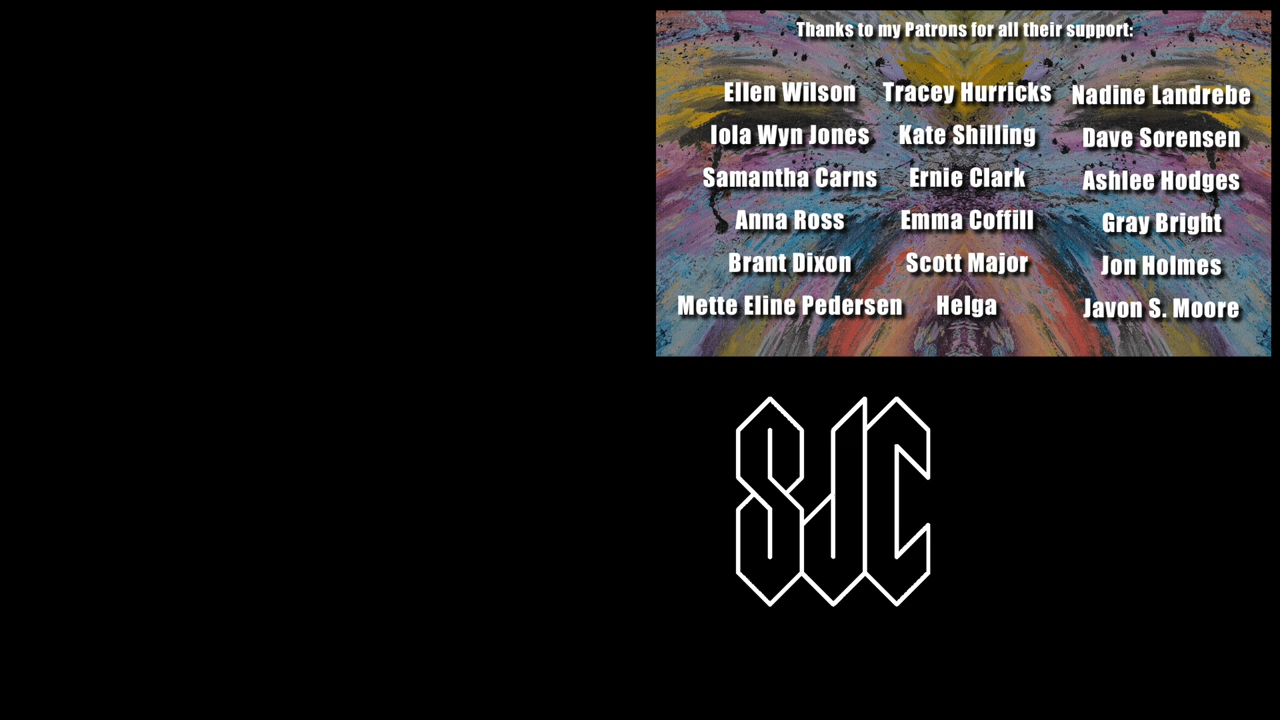 Thanks to my Patrons for all their support:
Ellen Wilson Tracey Hurricks Nadine Landrebe
Iola Wyn Jones Kate Shilling Dave Sorensen
Samantha Carns Ernie Clark Ashlee Hodges
Anna Ross Emma Coffill Gray Bright
Brant Dixon Scott Major Jon Holmes
Mette Eline Pedersen Helga Javon S. Moore
SJC